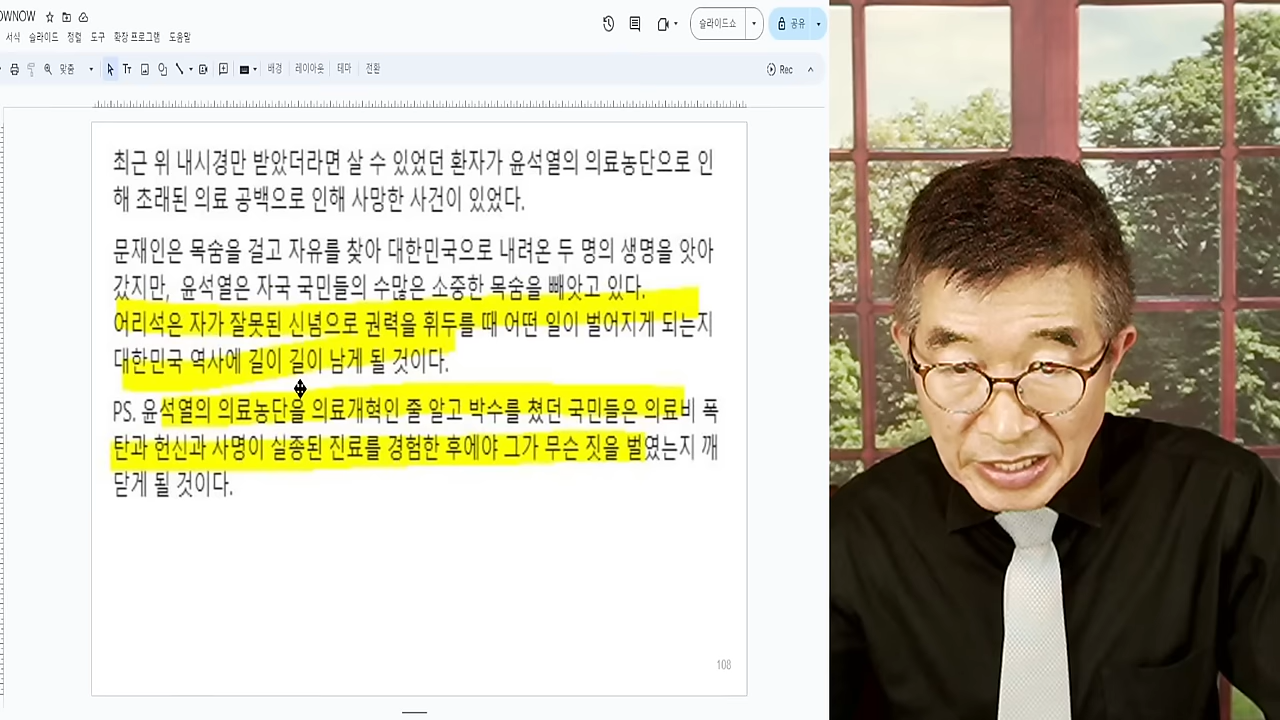 OWNOW
서식 슬라이드 정렬 도구 확장 프로그램 도움말
슬라이드쇼
공유
맞춤
배경 레이아웃 테마 전환
Rec
최근 위 내시경만 받았더라면 살 수 있었던 환자가 윤석열의 의료농단으로 인
해 초래된 의료 공백으로 인해 사망한 사건이 있었다.
문재인은 목숨을 걸고 자유를 찾아 대한민국으로 내려온 두 명의 생명을 앗아
갔지만, 윤석열은 자국 국민들의 수많은 소중한 목숨을 빼앗고 있다.
어리석은 자가 잘못된 신념으로 권력을 휘두를 때 어떤 일이 벌어지게 되는지
대한민국 역사에 길이 길이 남게 될 것이다.
PS. 윤석열의 의료농단을 의료개혁인 줄 알고 박수를 쳤던 국민들은 의료비 폭
탄과 헌신과 사명이 실종된 진료를 경험한 후에야 그가 무슨 짓을 벌였는지 깨
닫게 될 것이다.
108